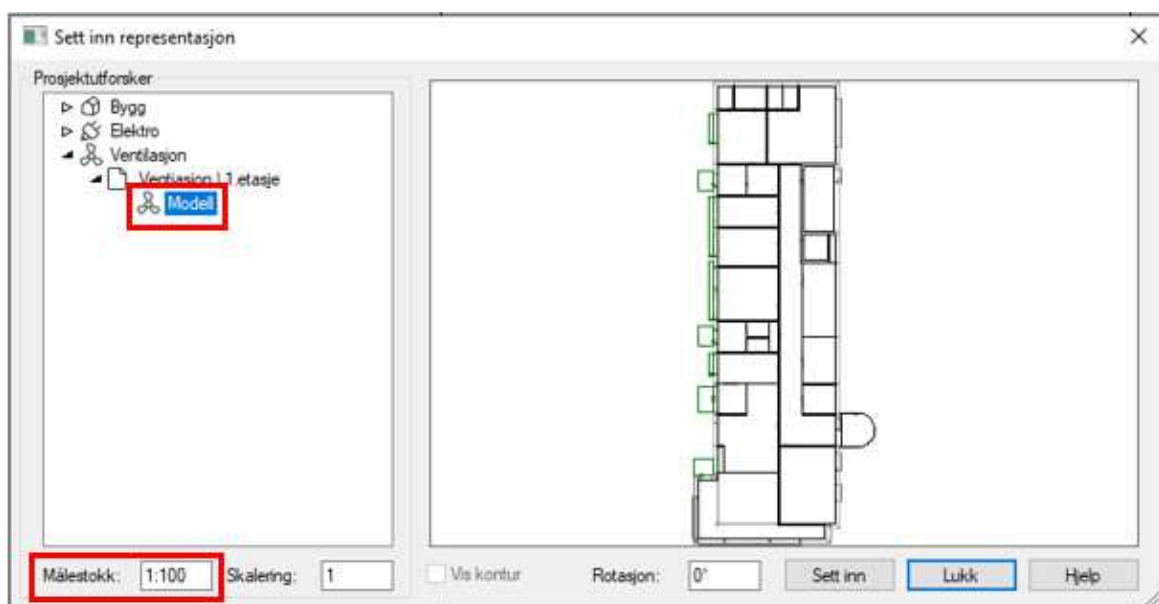 Sett inn representasjon
Prosjektutforsker
Bygg
Elektro
Ventilasjon
Ventiasjon | 1.etasje
Modell
Målestokk: 1:100 Skalering: 1 Vis kontur Rotasjon: 0° Sett inn Lukk Hjelp